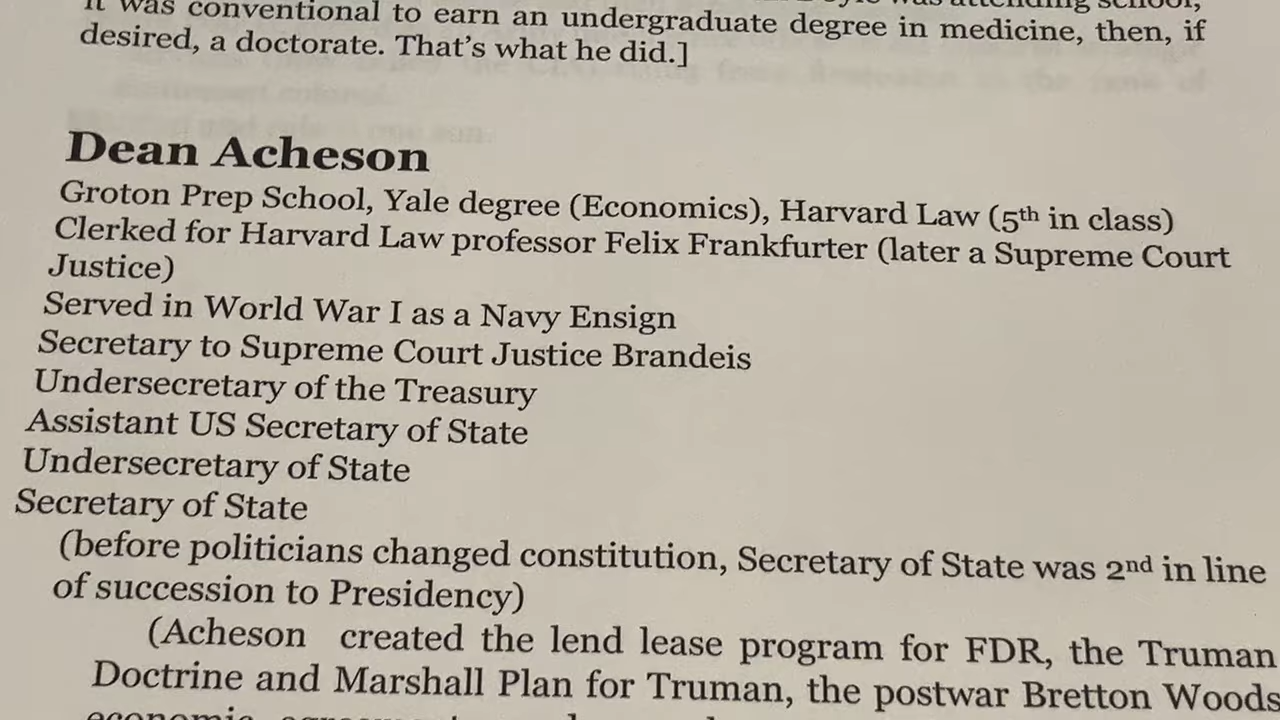 it was conventional to earn an undergraduate degree in medicine, then, if
desired, a doctorate. That's what he did.]
Dean Acheson
Groton Prep School, Yale degree (Economics), Harvard Law (5th in class)
Clerked for Harvard Law professor Felix Frankfurter (later a Supreme Court
Justice)
Served in World War I as a Navy Ensign
Secretary to Supreme Court Justice Brandeis
Undersecretary of the Treasury
Assistant US Secretary of State
Undersecretary of State
Secretary of State
(before politicians changed constitution, Secretary of State was 2nd in line
of succession to Presidency)
(Acheson created the lend lease program for FDR, the Truman
Doctrine and Marshall Plan for Truman, the postwar Bretton Woods
economic